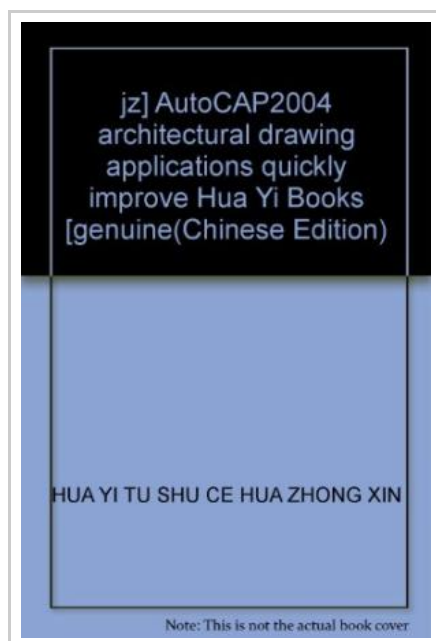 jz] AutoCAP2004
architectural drawing
applications quickly
improve Hua Yi Books
[genuine(Chinese Edition)
HUA YI TU SHU CE HUA ZHONG XIN
Note: This is not the actual book cover